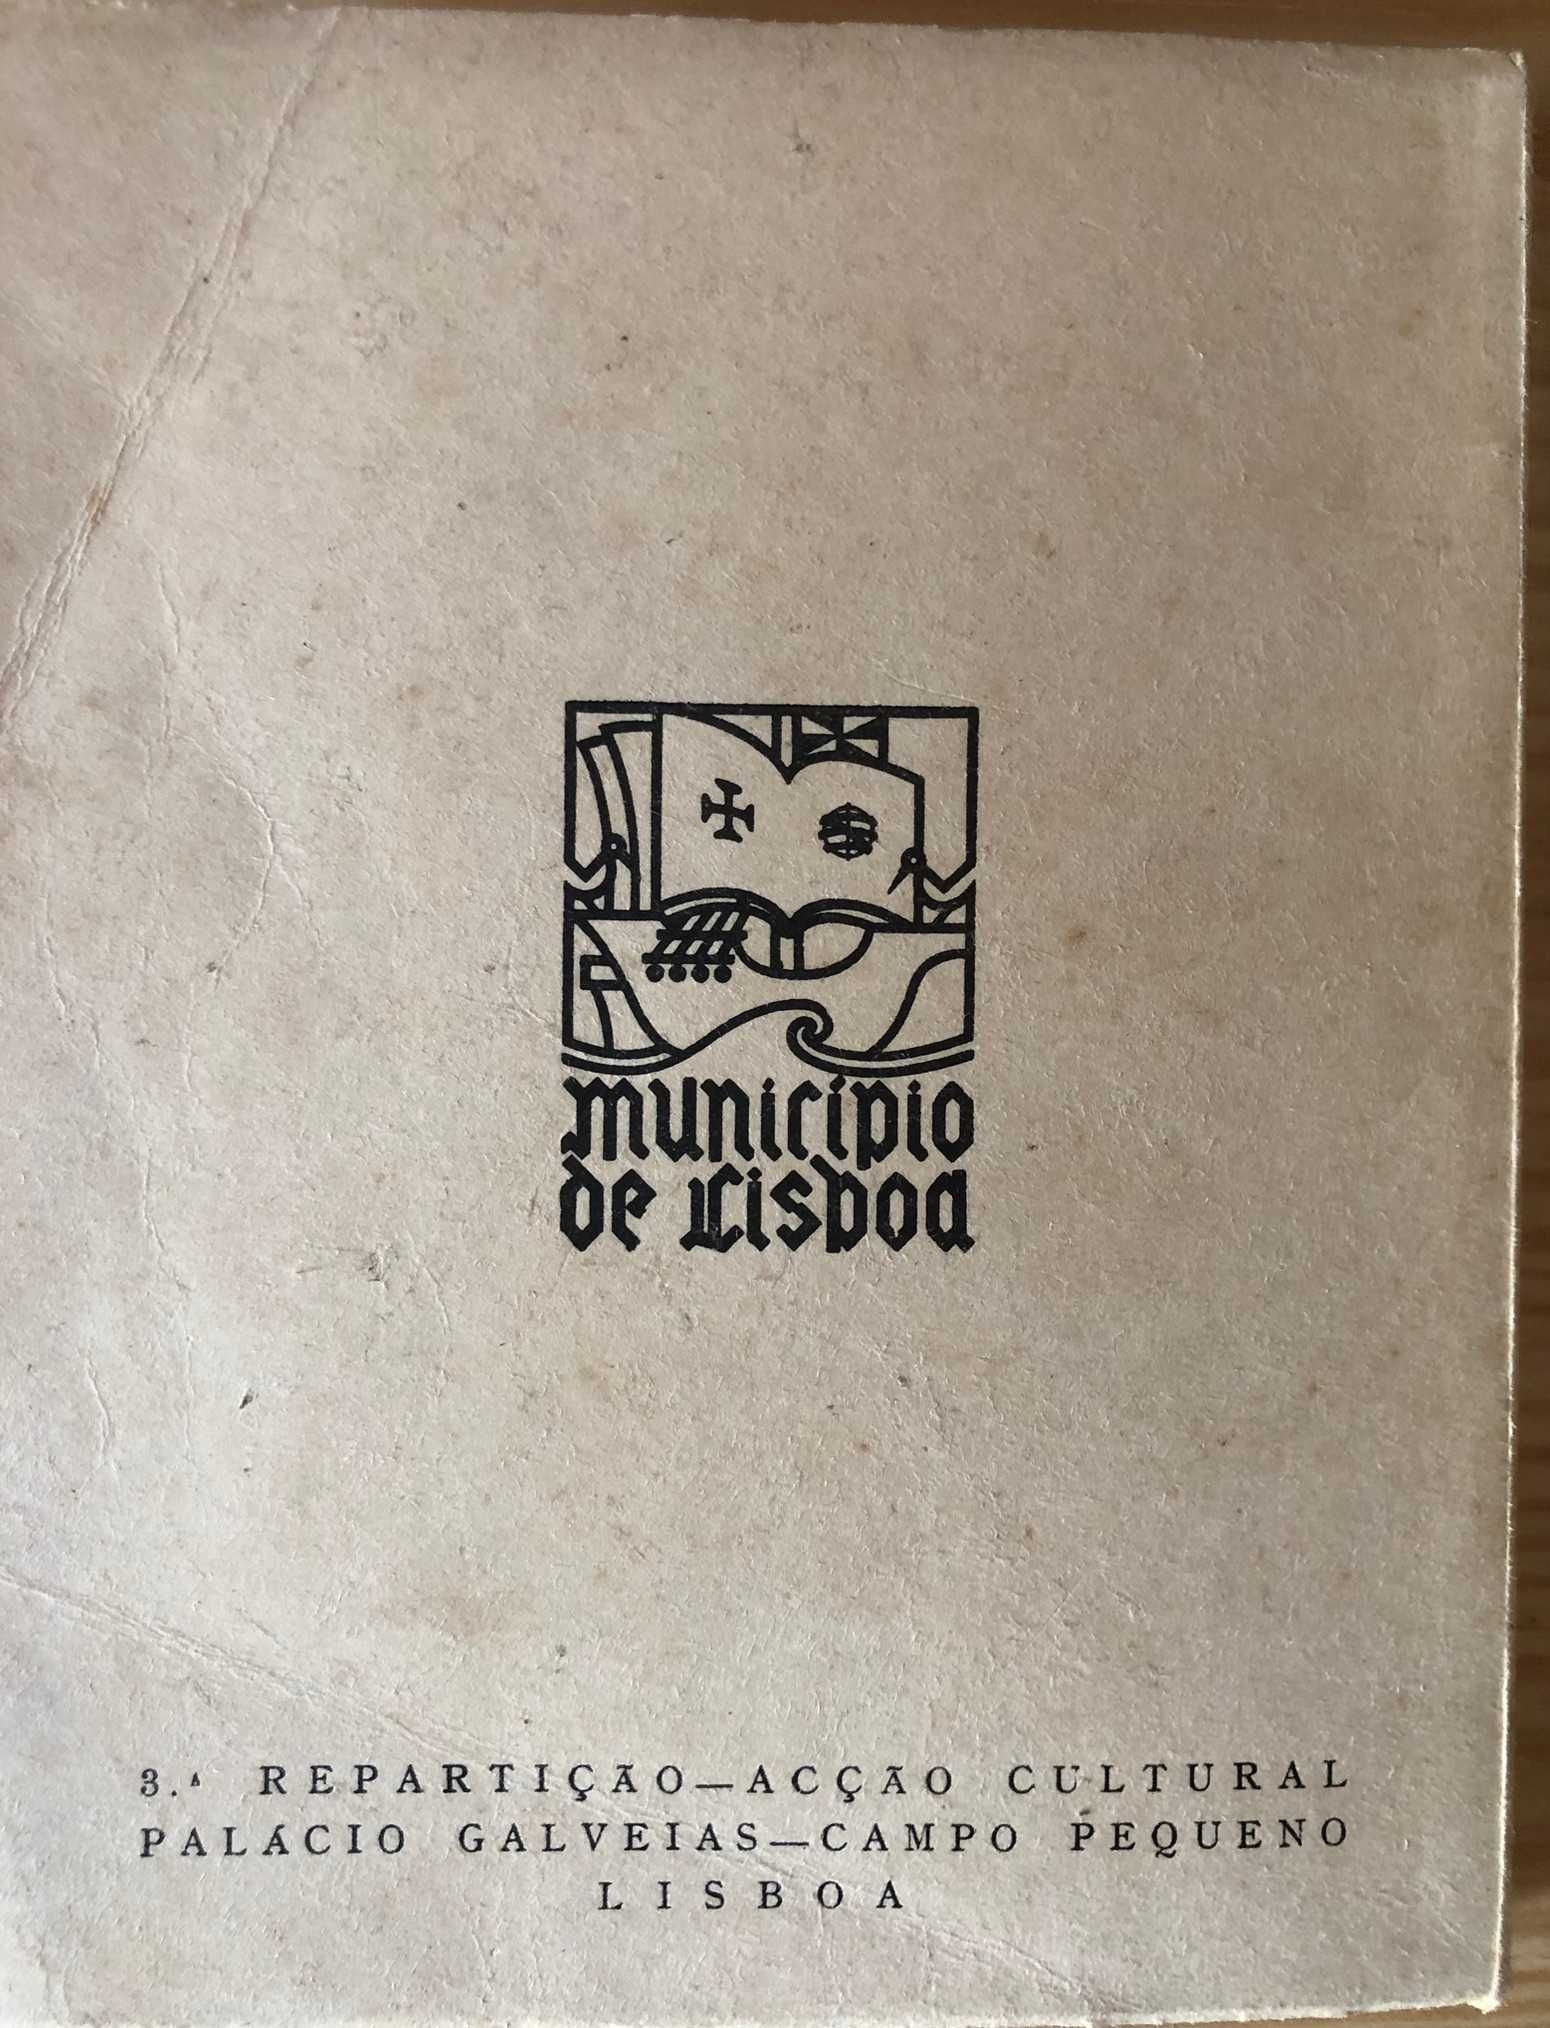 município
de Lisboa
3.ᴬ REPARTIÇÃO—ACÇÃO CULTURAL
PALÁCIO GALVEIAS—CAMPO PEQUENO
LISBOA